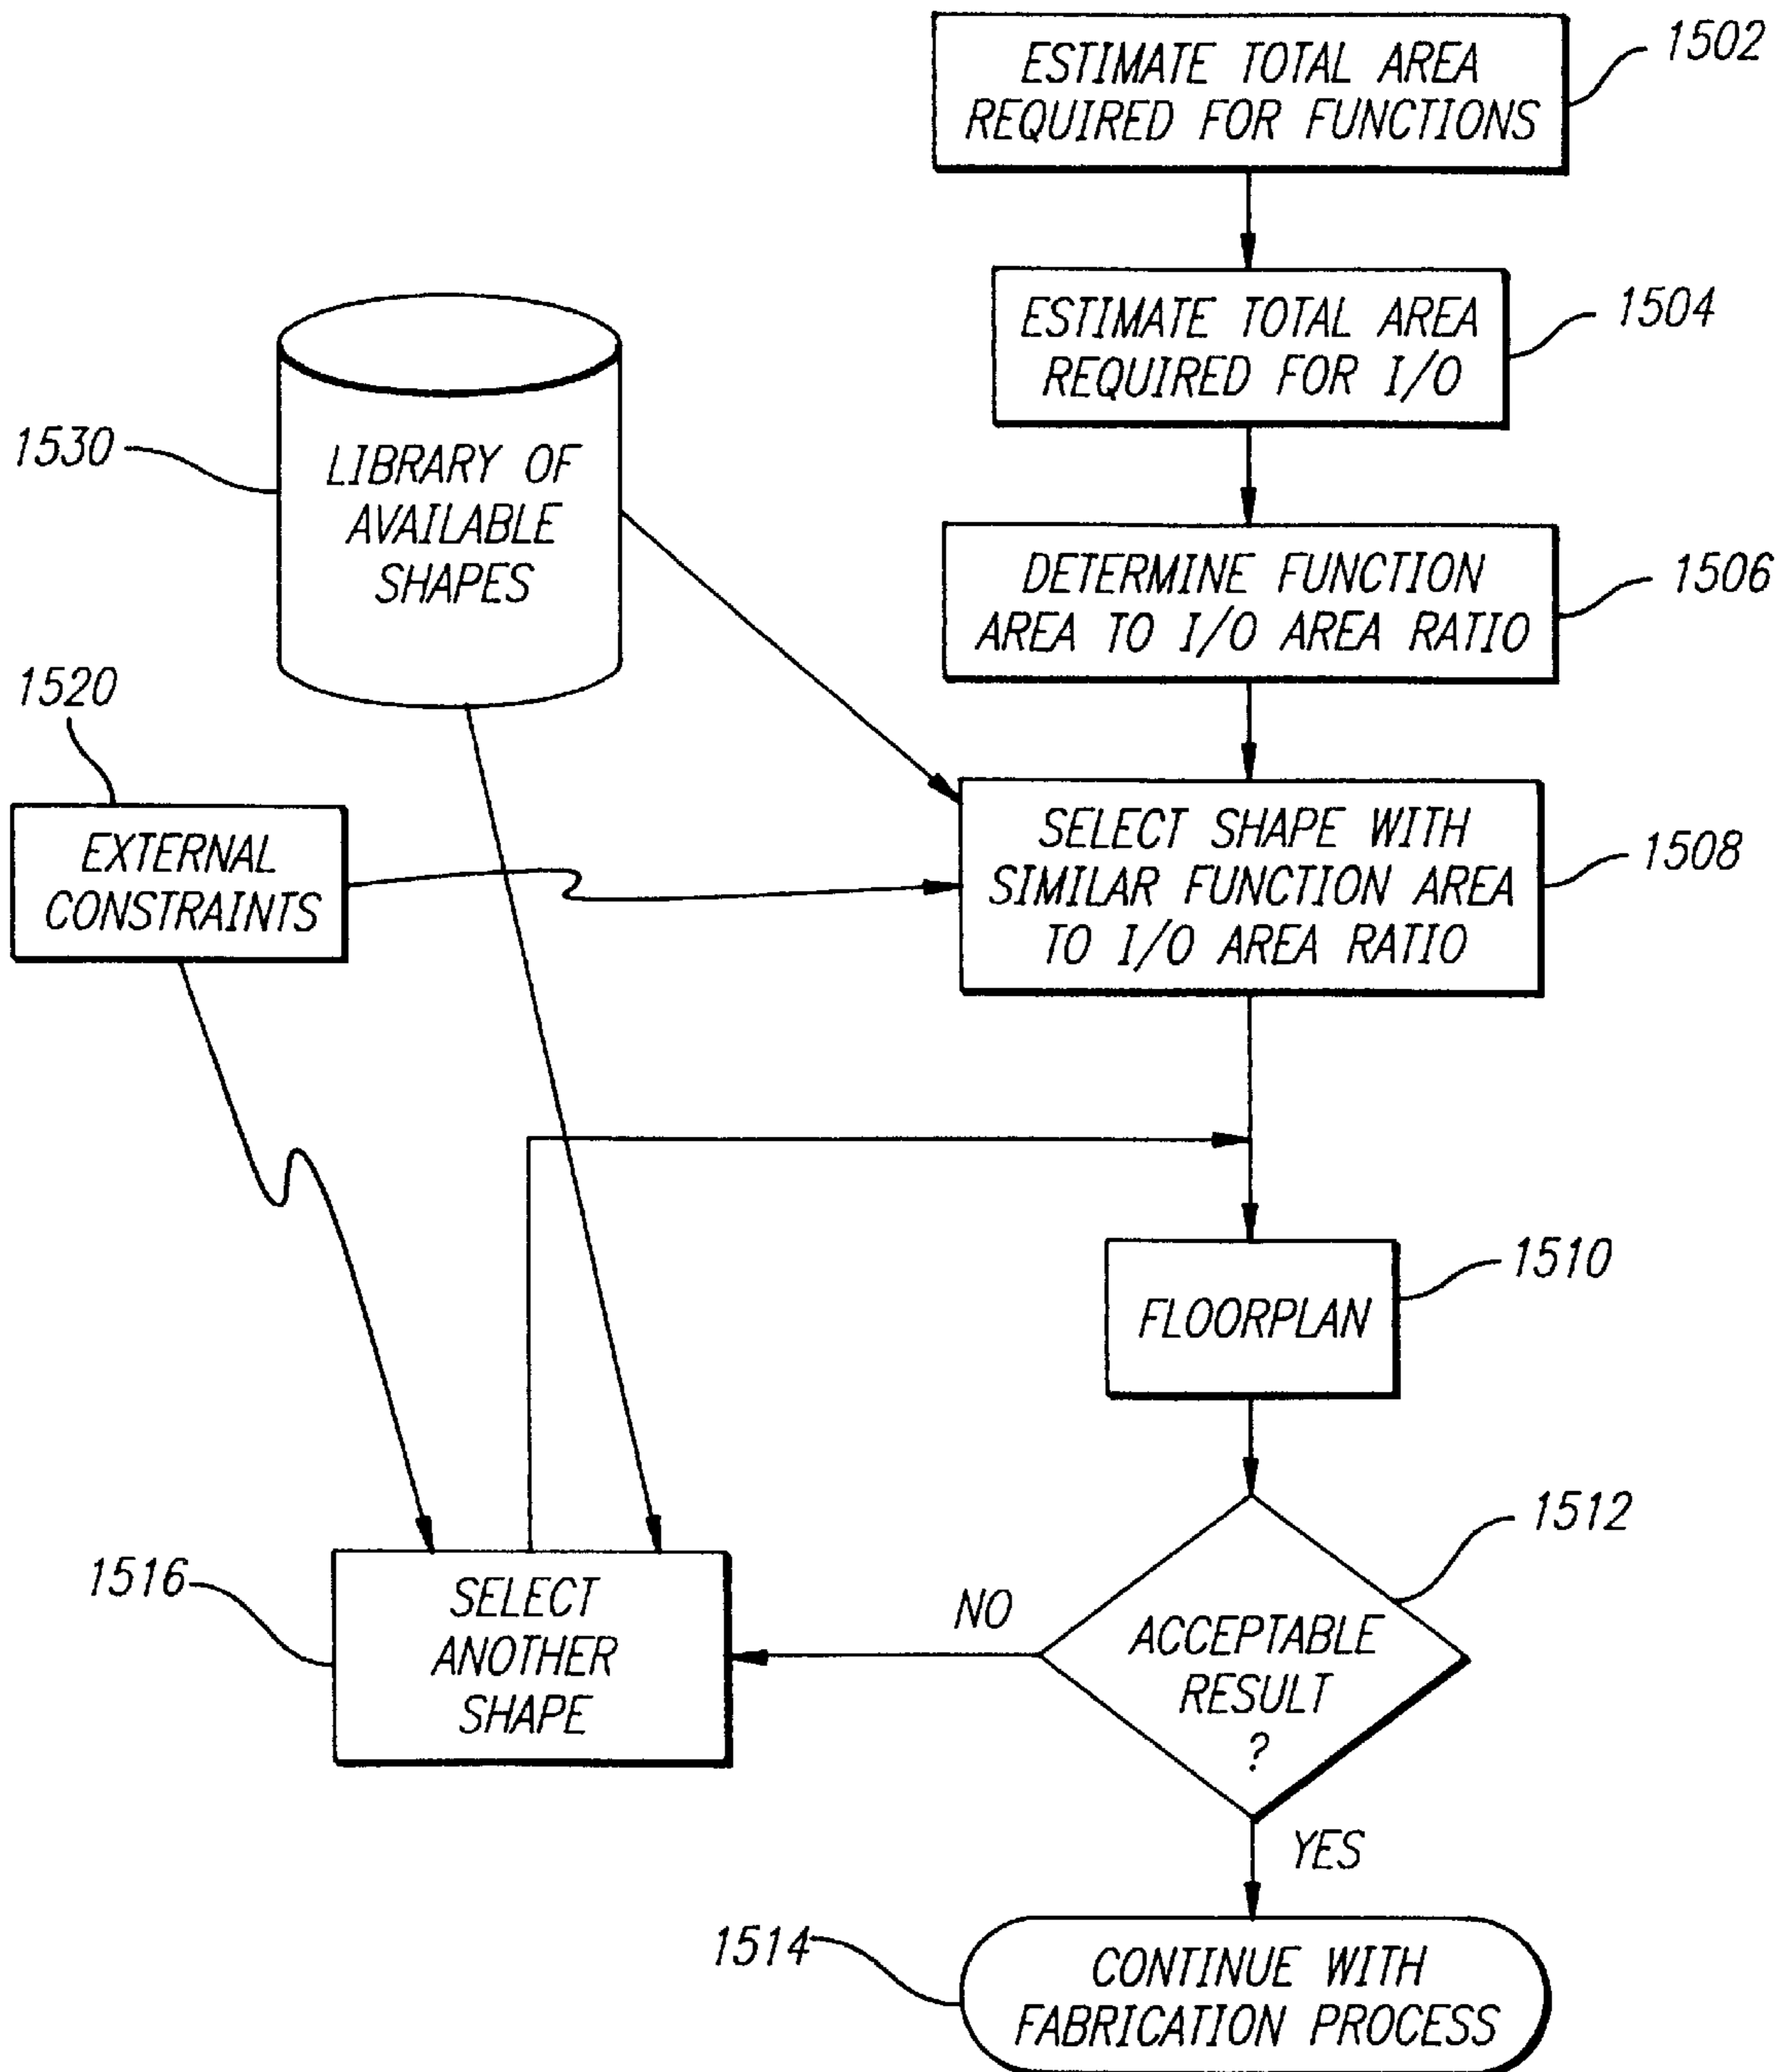 ESTIMATE TOTAL AREA
REQUIRED FOR FUNCTIONS
1502
ESTIMATE TOTAL AREA
REQUIRED FOR I/O
1504
1530
LIBRARY OF
AVAILABLE
SHAPES
DETERMINE FUNCTION
AREA TO I/O AREA RATIO
1506
1520
EXTERNAL
CONSTRAINTS
SELECT SHAPE WITH
SIMILAR FUNCTION AREA
TO I/O AREA RATIO
1508
FLOORPLAN
1510
1512
ACCEPTABLE
RESULT
?
NO
1516
SELECT
ANOTHER
SHAPE
YES
1514
CONTINUE WITH
FABRICATION PROCESS